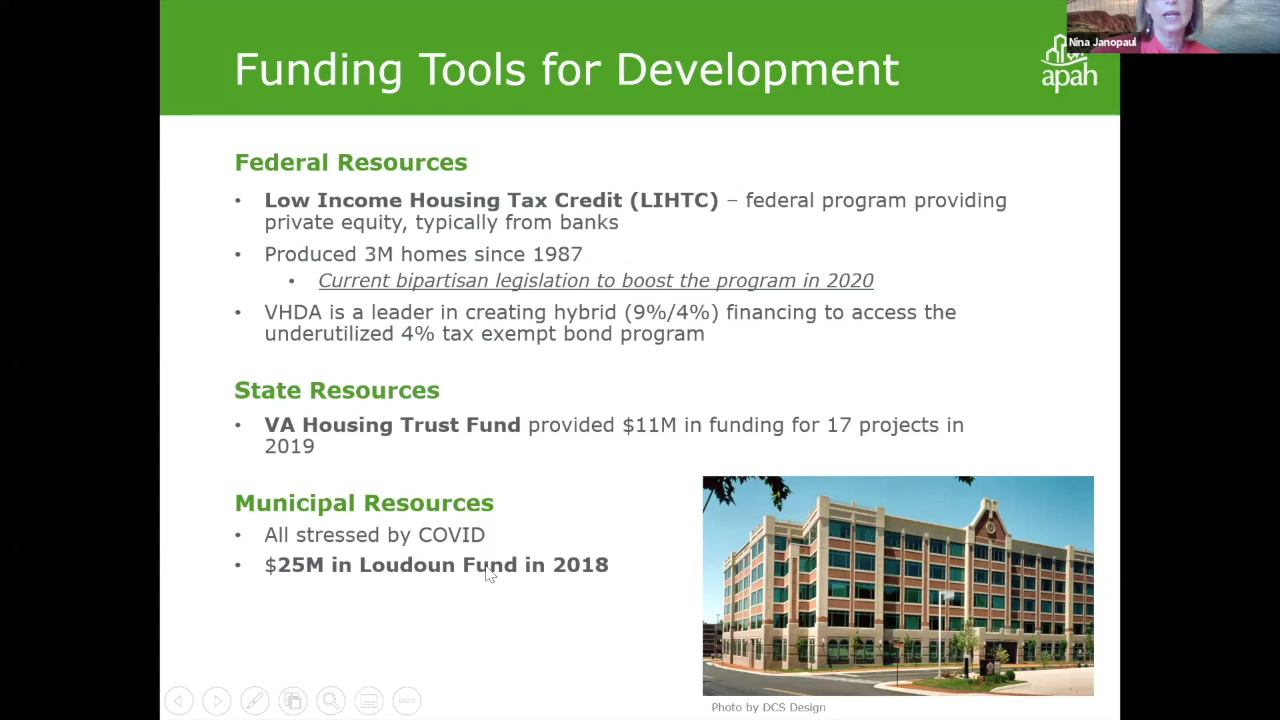 Funding Tools for Development
Nina Janopaul
apah
Federal Resources
• Low Income Housing Tax Credit (LIHTC) – federal program providing
private equity, typically from banks
• Produced 3M homes since 1987
• Current bipartisan legislation to boost the program in 2020
• VHDA is a leader in creating hybrid (9%/4%) financing to access the
underutilized 4% tax exempt bond program
State Resources
• VA Housing Trust Fund provided $11M in funding for 17 projects in
2019
Municipal Resources
• All stressed by COVID
• $25M in Loudoun Fund in 2018
Photo by DCS Design